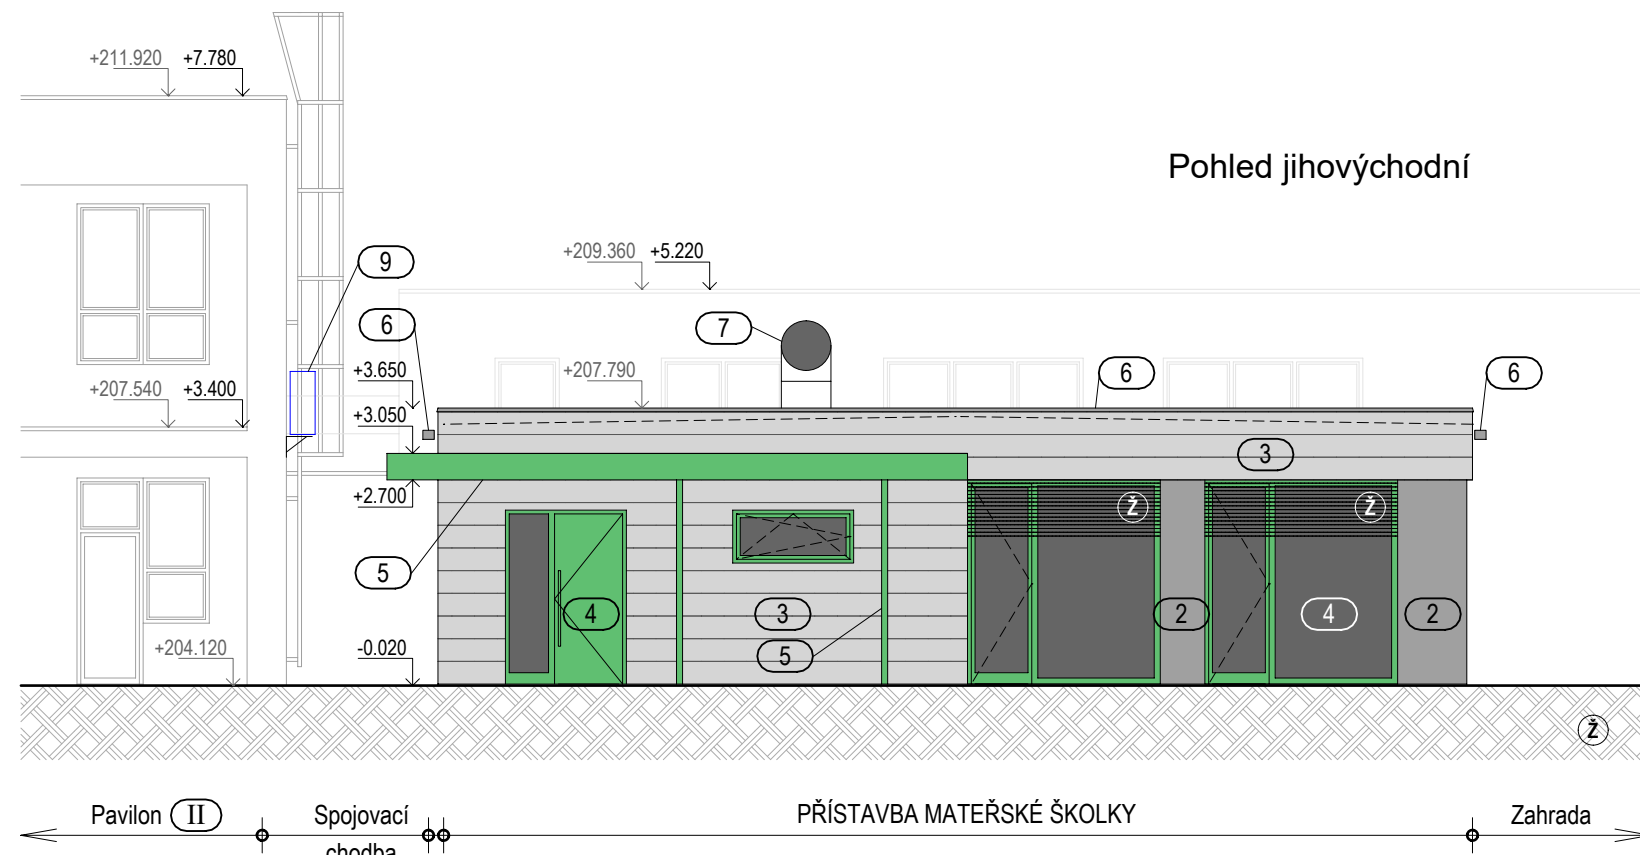 +211.920 +7.780
Pohled jihovýchodní
+209.360 +5.220
9
6
7
+3.650
+207.790
6
6
+207.540 +3.400
+3.050
3
+2.700
Ž
Ž
5
4
3
2
4
2
+204.120
-0.020
5
Ž
Pavilon II
Spojovací
chodba
PŘÍSTAVBA MATEŘSKÉ ŠKOLKY
Zahrada